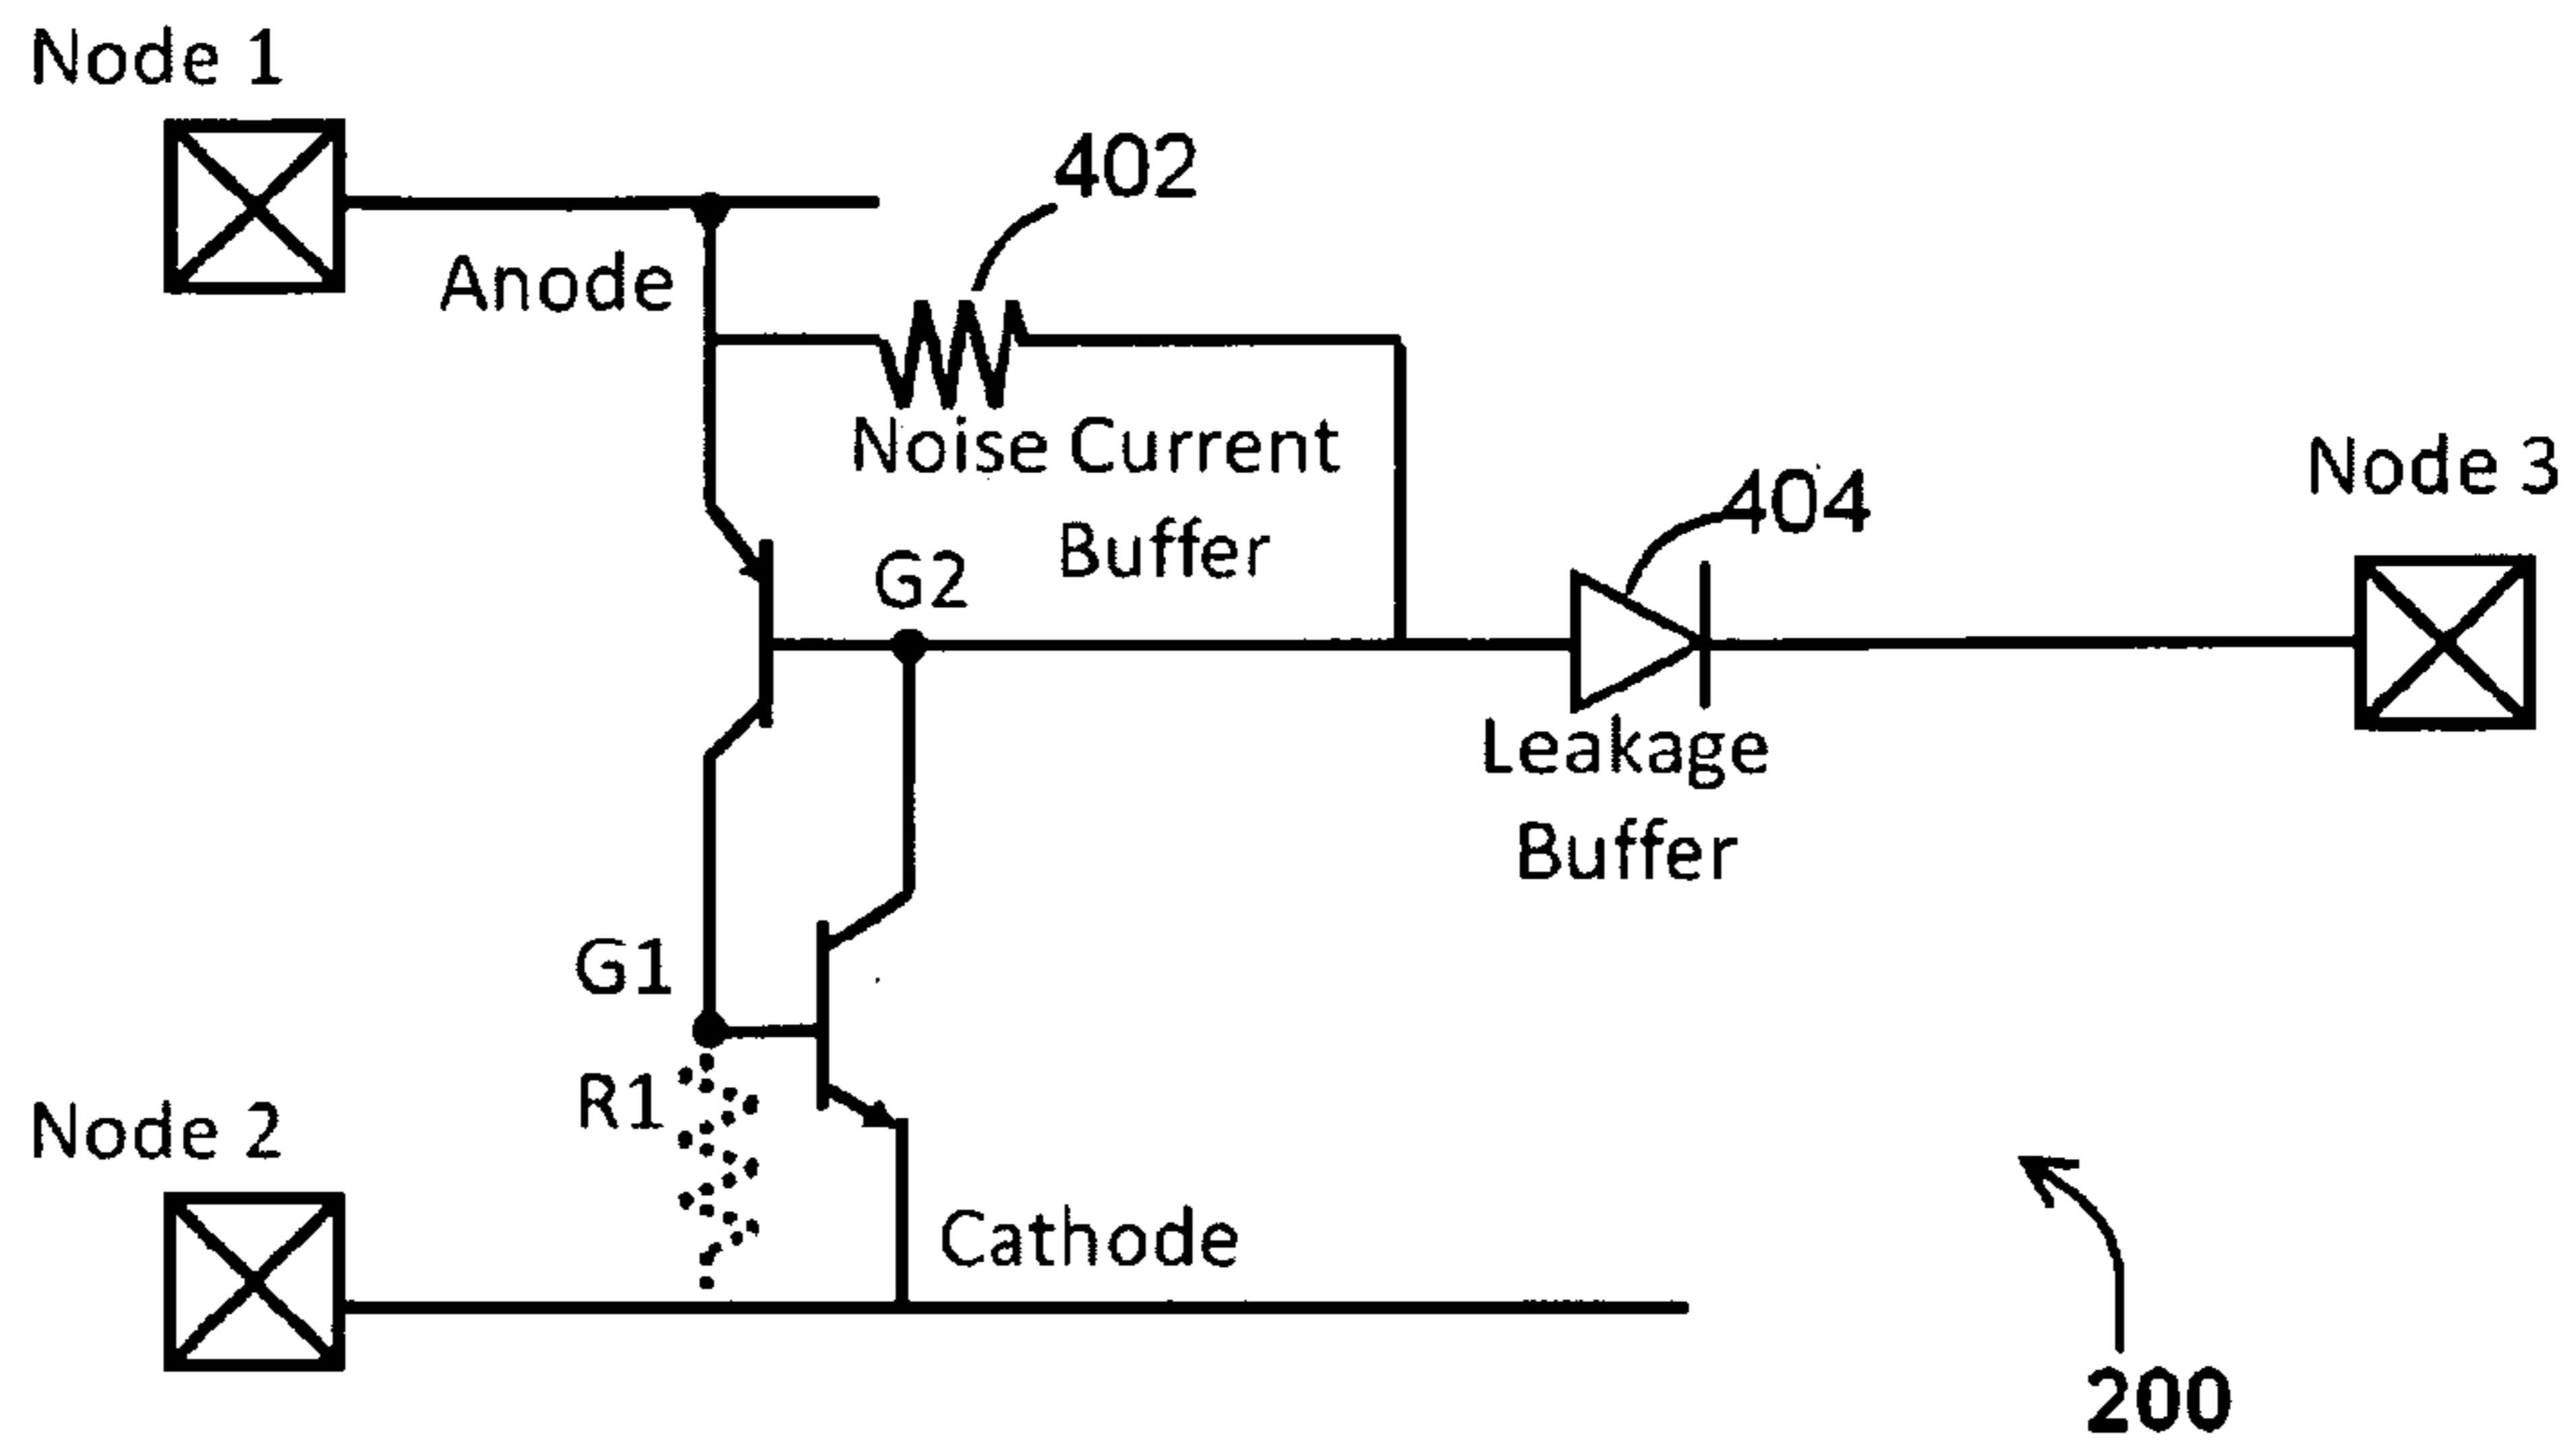 Node 1
402
Anode
Noise Current
Buffer
Node 3
404
G2
Leakage
Buffer
G1
R1
Node 2
Cathode
200